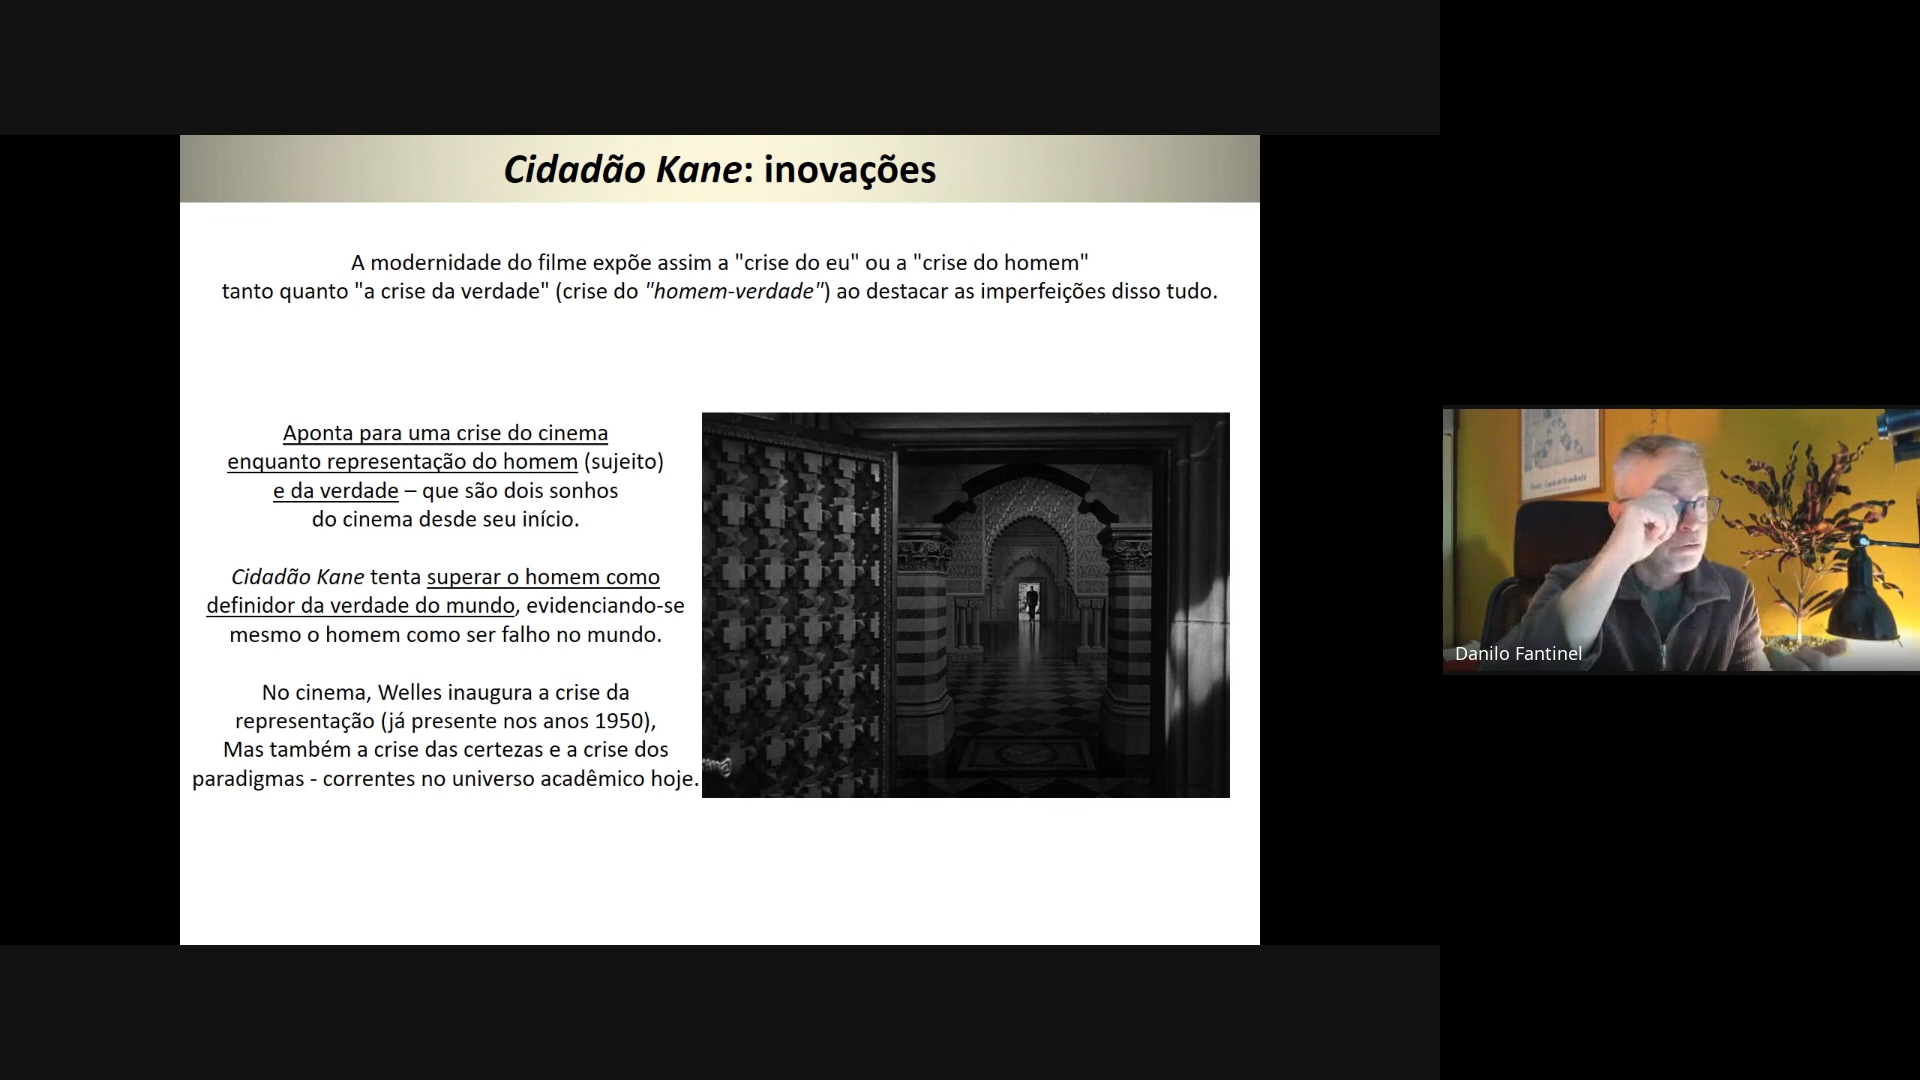 Cidadão Kane: inovações
A modernidade do filme expõe assim a "crise do eu" ou a "crise do homem"
tanto quanto "a crise da verdade" (crise do "homem-verdade") ao destacar as imperfeições disso tudo.
Aponta para uma crise do cinema
enquanto representação do homem (sujeito)
e da verdade – que são dois sonhos
do cinema desde seu início.
Cidadão Kane tenta superar o homem como
definidor da verdade do mundo, evidenciando-se
mesmo o homem como ser falho no mundo.
No cinema, Welles inaugura a crise da
representação (já presente nos anos 1950),
Mas também a crise das certezas e a crise dos
paradigmas - correntes no universo acadêmico hoje.
Danilo Fantinel